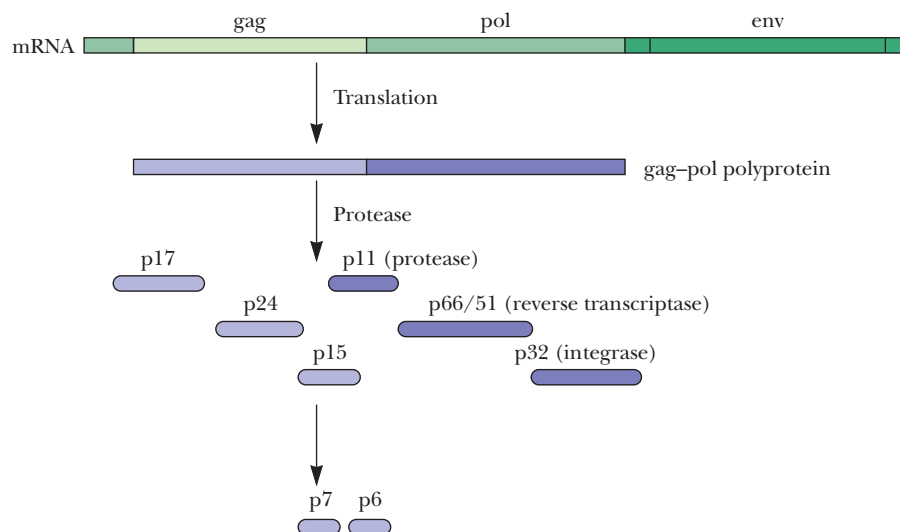 gag pol env
mRNA
Translation
gag–pol polyprotein
Protease
p17 p11 (protease)
p24 p66/51 (reverse transcriptase)
p15 p32 (integrase)
p7 p6